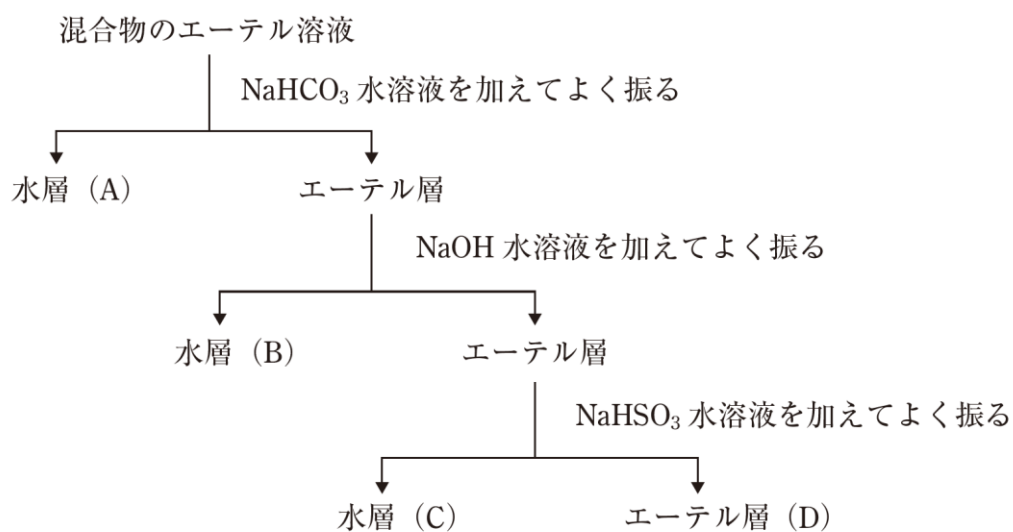 混合物のエーテル溶液
NaHCO₃ 水溶液を加えてよく振る
水層（A） エーテル層
NaOH 水溶液を加えてよく振る
水層（B） エーテル層
NaHSO₃ 水溶液を加えてよく振る
水層（C） エーテル層（D）